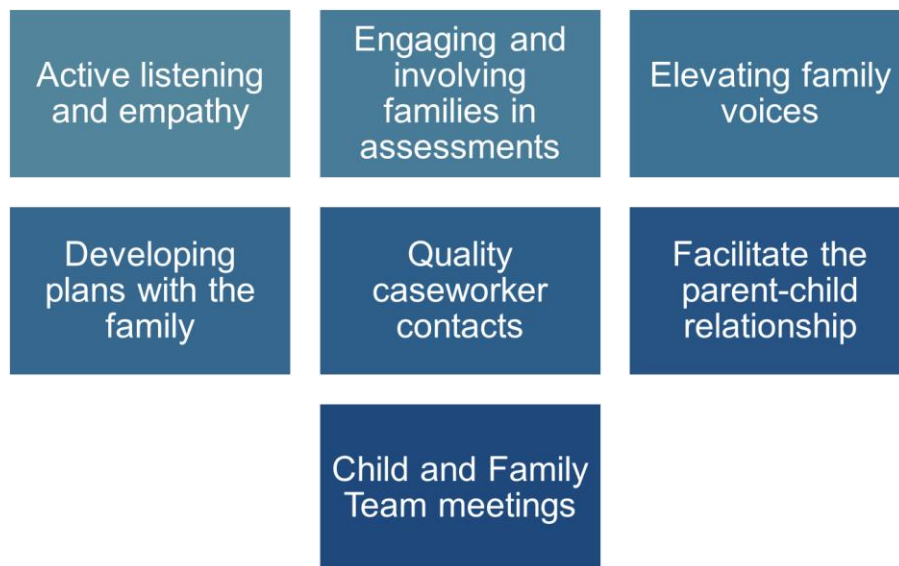 Active listening
and empathy
Engaging and
involving
families in
assessments
Elevating family
voices
Developing
plans with the
family
Quality
caseworker
contacts
Facilitate the
parent-child
relationship
Child and Family
Team meetings